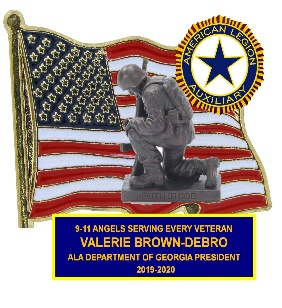 AMERICAN LEGION
AUXILIARY
9-11 ANGELS SERVING EVERY VETERAN
VALERIE BROWN-DEBRO
ALA DEPARTMENT OF GEORGIA PRESIDENT
2019-2020